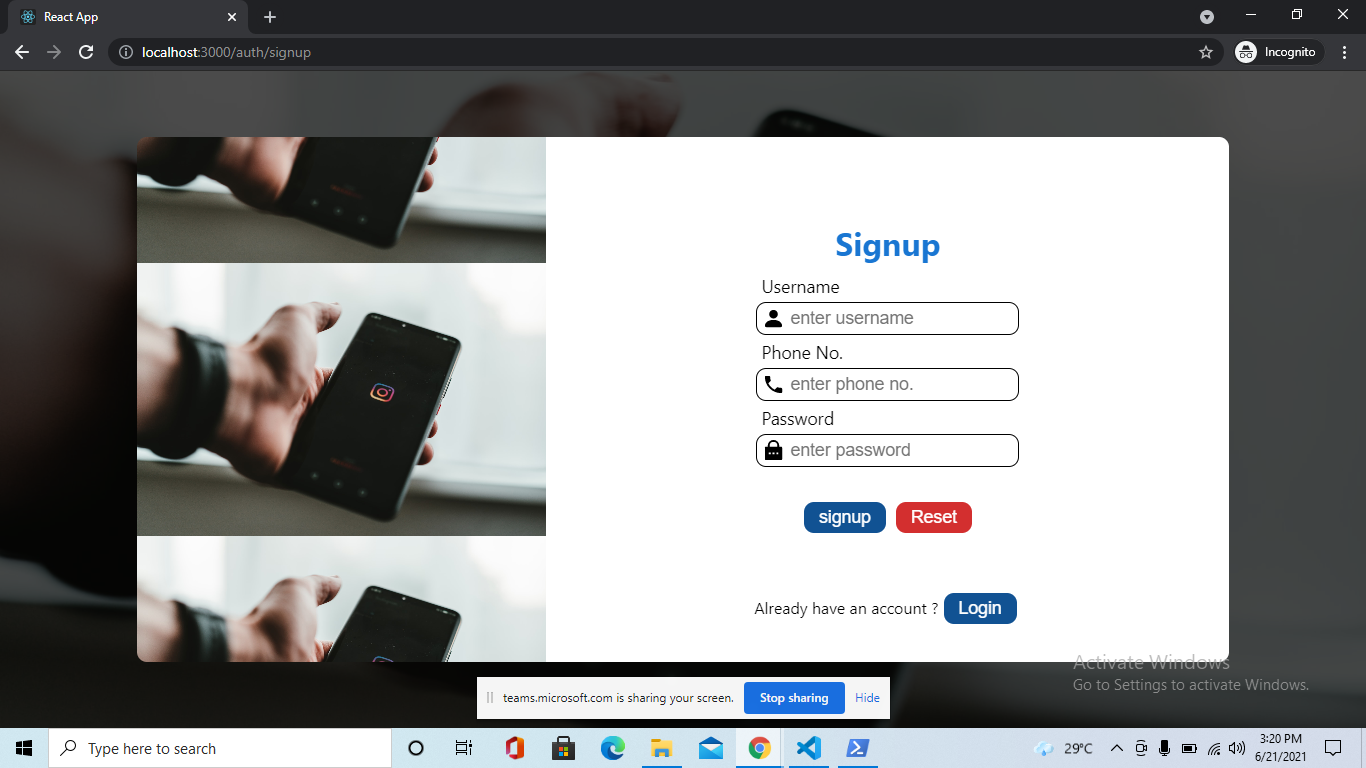 React App
localhost:3000/auth/signup
Incognito
Signup
Username
enter username
Phone No.
enter phone no.
Password
enter password
signup Reset
Already have an account ? Login
Activate Windows
Go to Settings to activate Windows.
teams.microsoft.com is sharing your screen. Stop sharing Hide
Type here to search
29°C
3:20 PM
6/21/2021